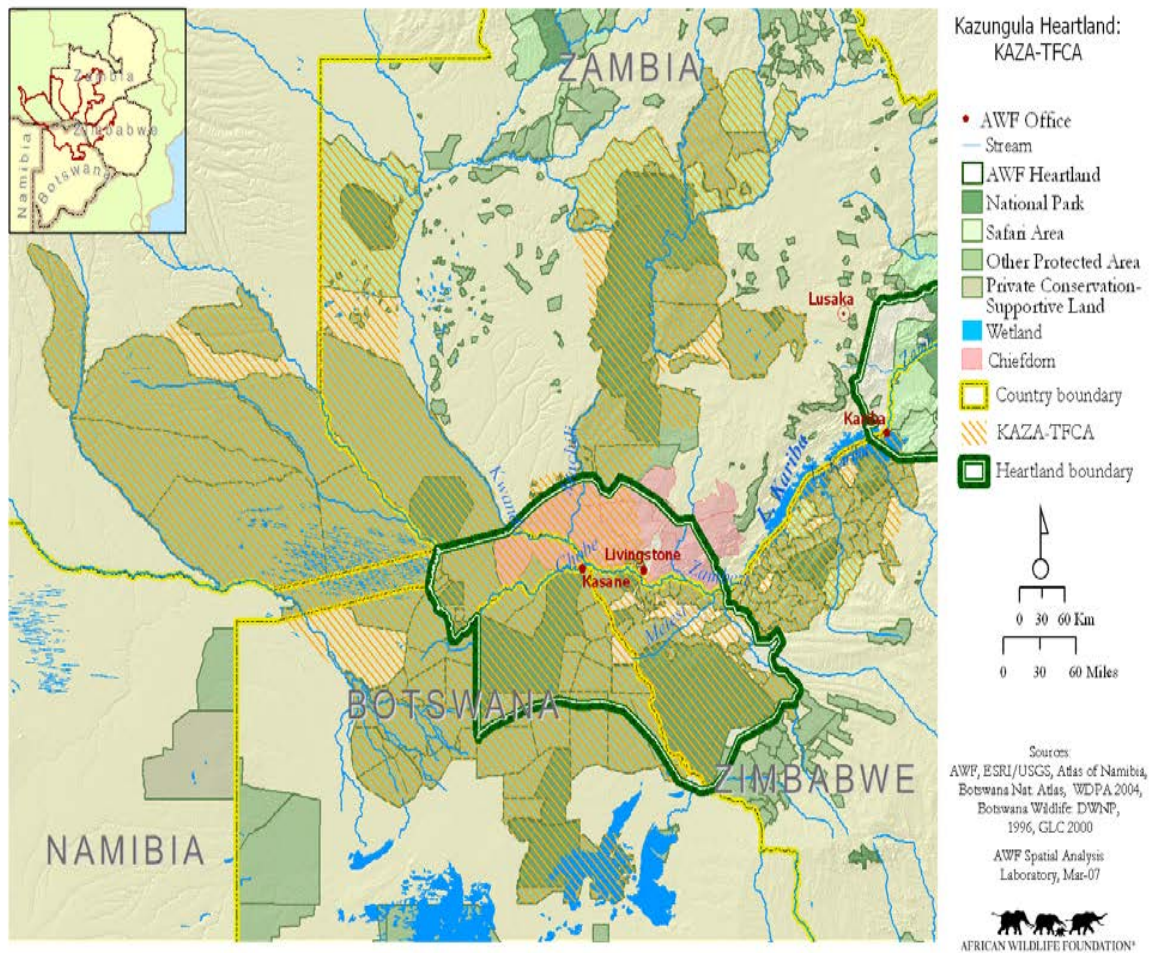 Kazungula Heartland:
KAZA-TFCA
AWF Office
Stream
AWF Heartland
National Park
Safari Area
Other Protected Area
Private Conservation-
Supportive Land
Wetland
Chiefdom
Country boundary
KAZA-TFCA
Heartland boundary
0 30 60 Km
0 30 60 Miles
Sources:
AWF, ESRI/USGS, Atlas of Namibia,
Botswana Nat. Atlas, WDPA 2004,
Botswana Wildlife: DWNP,
1996, GLC 2000
AWF Spatial Analysis
Laboratory, Mar-07
AFRICAN WILDLIFE FOUNDATION®
Zambia
Zimbabwe
Namibia
Botswana
ZAMBIA
Lusaka
Kariba
L. Kariba
Kwando
Livingstone
Chobe
Kasane
Zambezi
BOTSWANA
ZIMBABWE
NAMIBIA